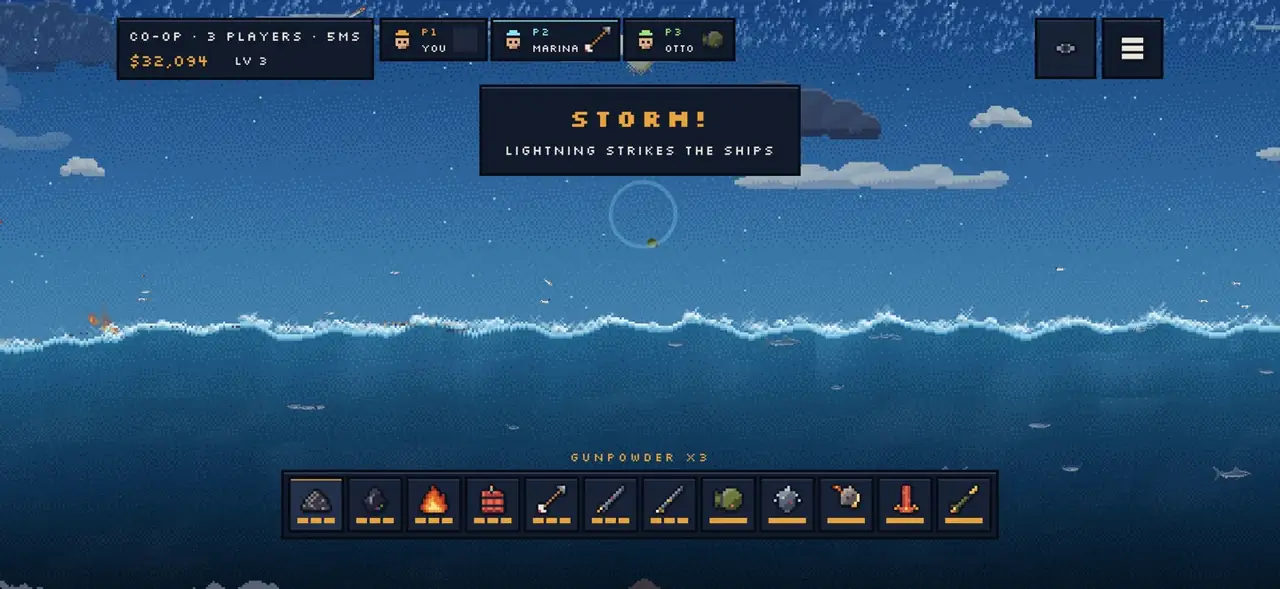 CO-OP · 3 PLAYERS · 5MS
$32,094 LV 3
P1
YOU
P2
MARINA
P3
OTTO
STORM!
LIGHTNING STRIKES THE SHIPS
GUNPOWDER X3